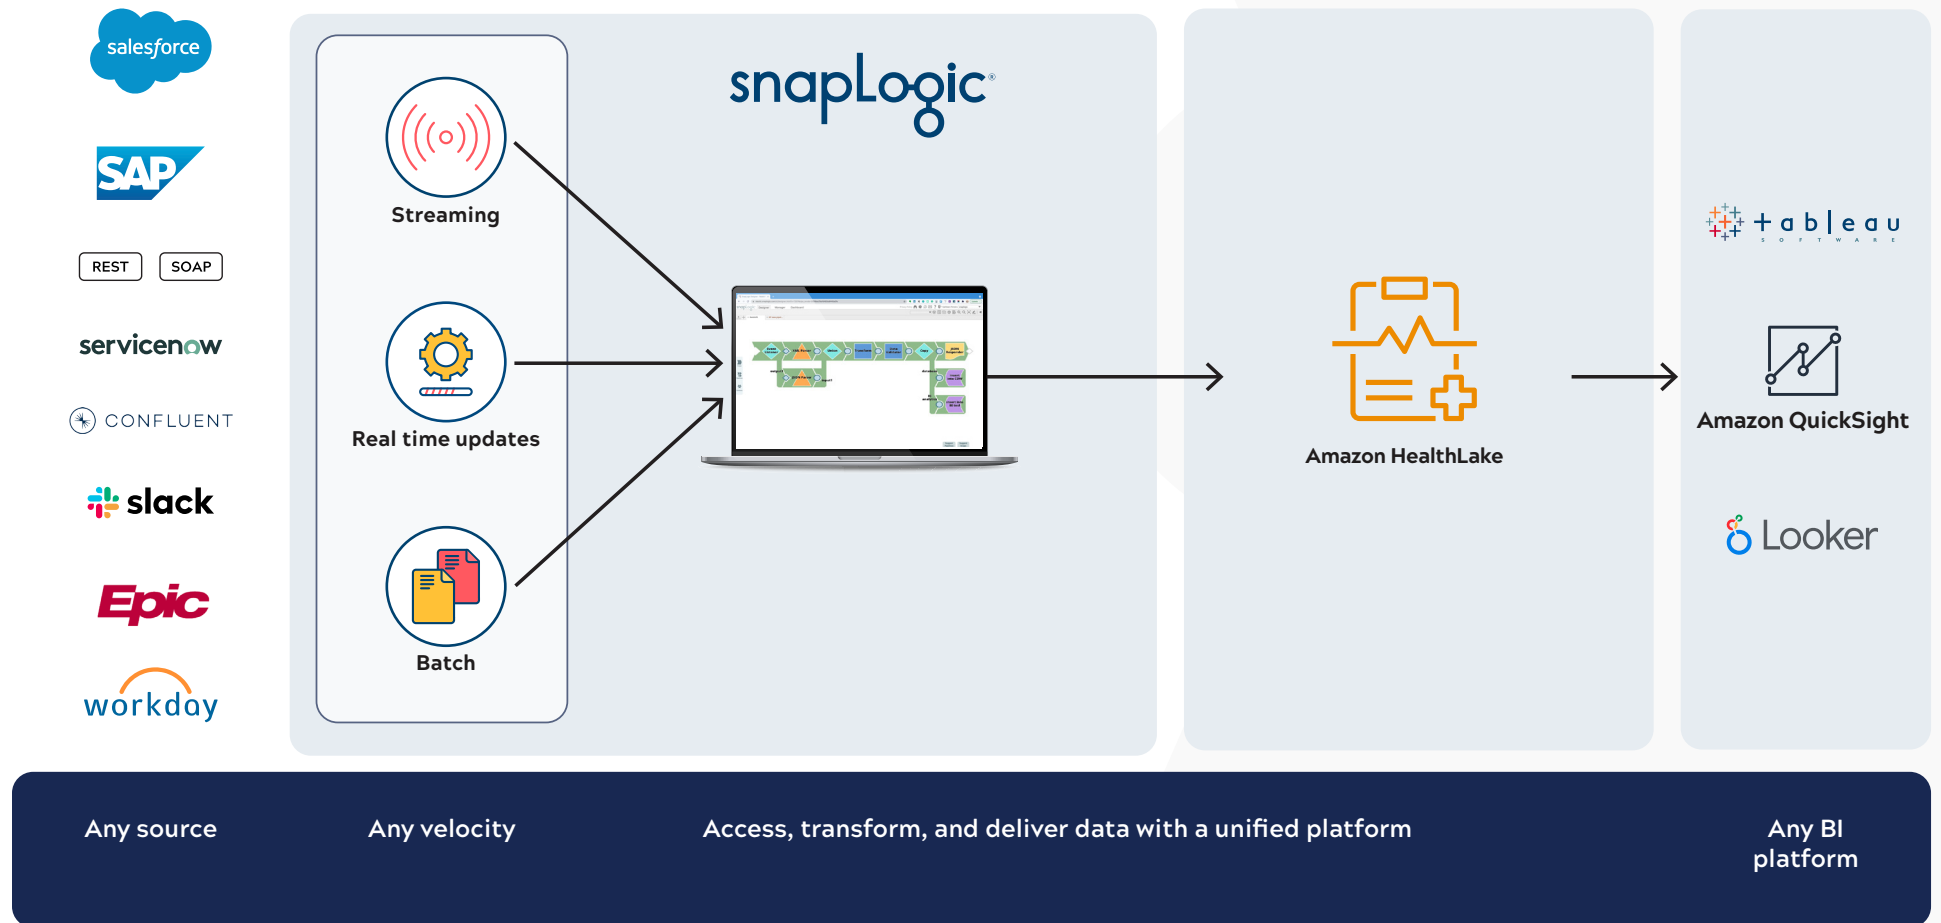 salesforce
SAP
REST SOAP
servicenow
CONFLUENT
slack
Epic
workday
Streaming
Real time updates
Batch
snapLogic®
Amazon HealthLake
+ableau
SOFTWARE
Amazon QuickSight
Looker
Any source
Any velocity
Access, transform, and deliver data with a unified platform
Any BI
platform